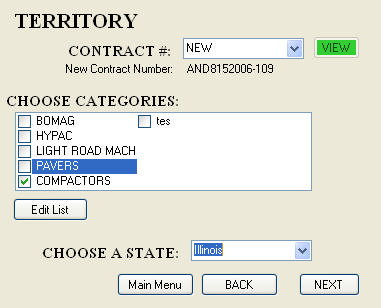 TERRITORY
CONTRACT #: NEW VIEW
New Contract Number: AND8152006-109
CHOOSE CATEGORIES:
BOMAG tes
HYPAC
LIGHT ROAD MACH
PAVERS
COMPACTORS
Edit List
CHOOSE A STATE: Illinois
Main Menu BACK NEXT